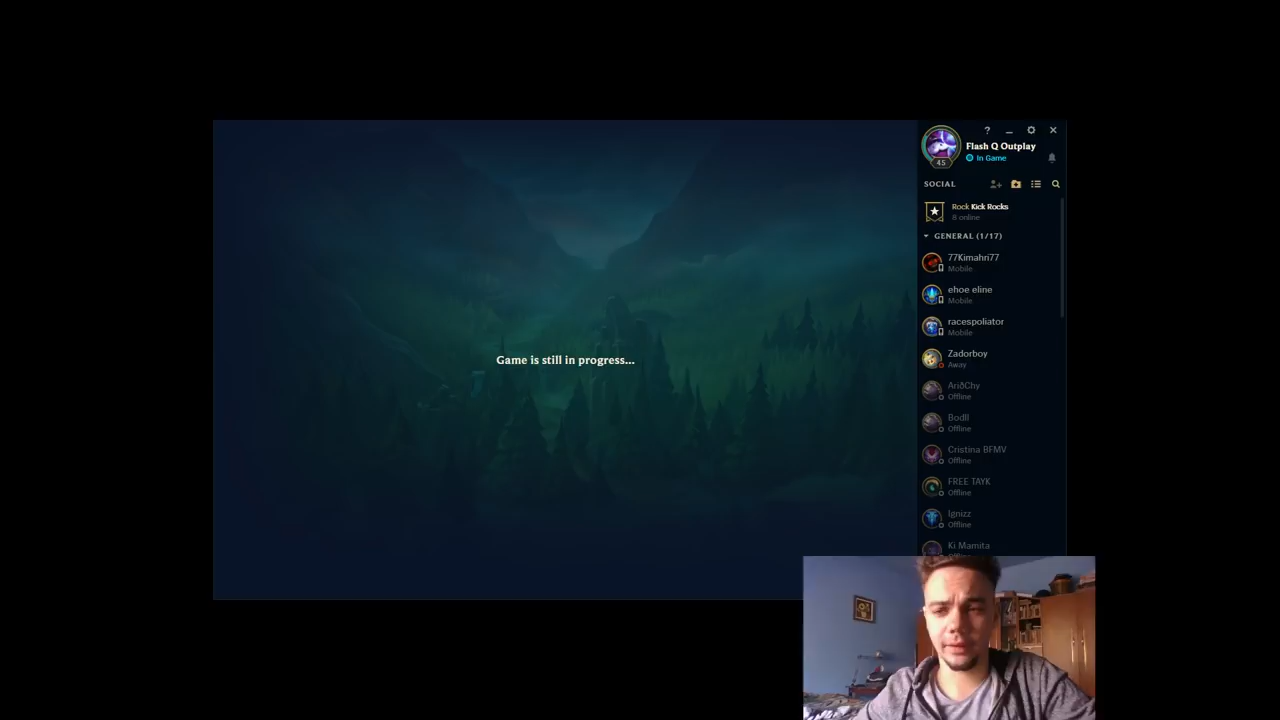 Flash Q Outplay
45
In Game
SOCIAL
Rock Kick Rocks
8 online
GENERAL (1/17)
77Kimahri77
Mobile
ehoe eline
Mobile
racespoliator
Mobile
Zadorboy
Away
AriðChy
Offline
Offline
Cristina BFMV
Offline
FREE TAYK
Offline
Ignizz
Offline
Ki Mamita
Game is still in progress...